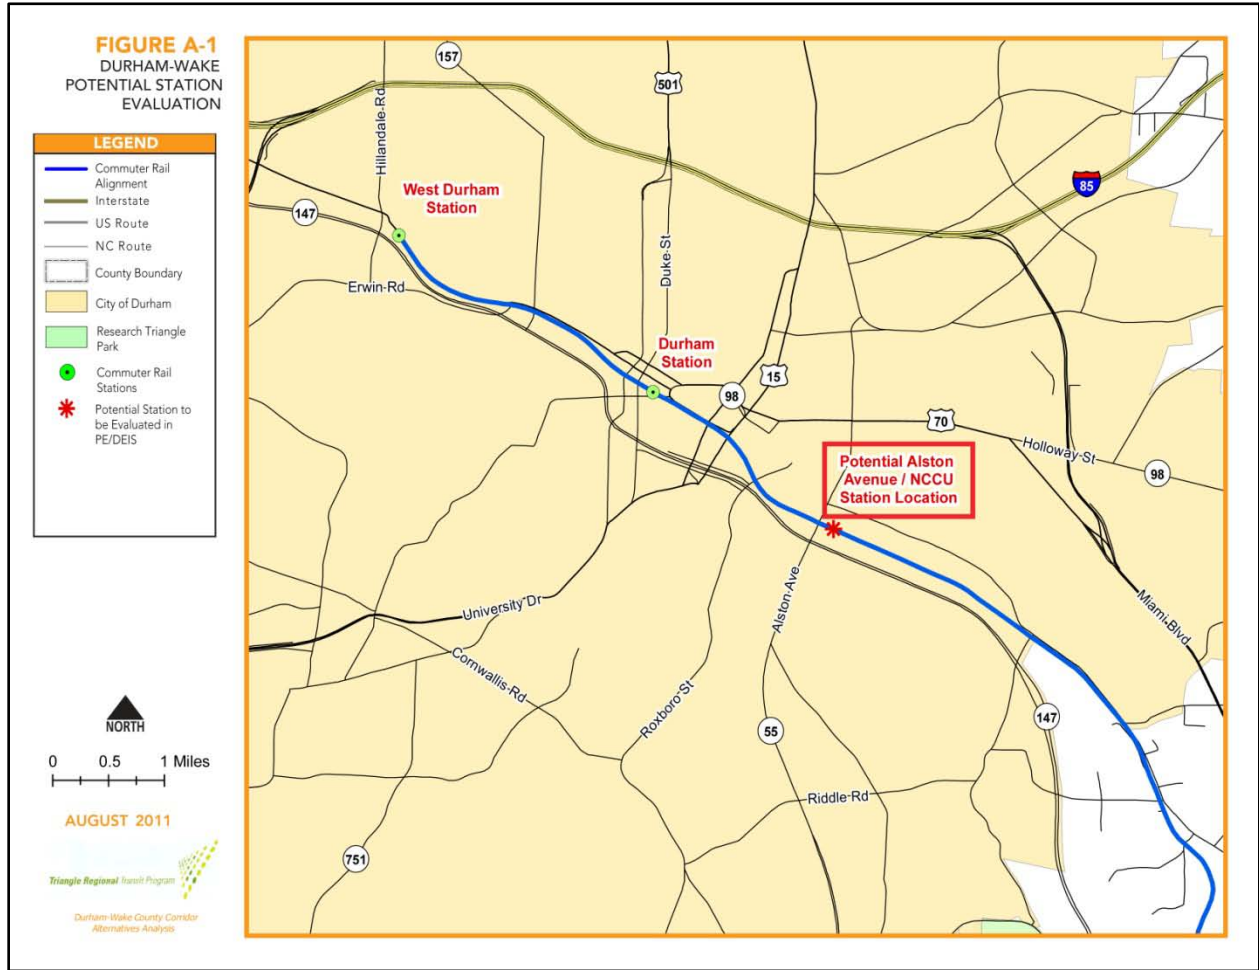 FIGURE A-1
DURHAM-WAKE
POTENTIAL STATION
EVALUATION
LEGEND
Commuter Rail
Alignment
Interstate
US Route
NC Route
County Boundary
City of Durham
Research Triangle
Park
Commuter Rail
Stations
Potential Station to
be Evaluated in
PE/DEIS
NORTH
0 0.5 1 Miles
AUGUST 2011
Triangle Regional Transit Program
Durham-Wake County Corridor
Alternatives Analysis
157
501
Hillandale Rd
85
West Durham
Station
147
Duke St
Erwin Rd
Durham
Station
15
98
70
Holloway St
98
Potential Alston
Avenue / NCCU
Station Location
Alston Ave
University Dr
Miami Blvd
Cornwallis Rd
Roxboro St
147
55
Riddle Rd
751